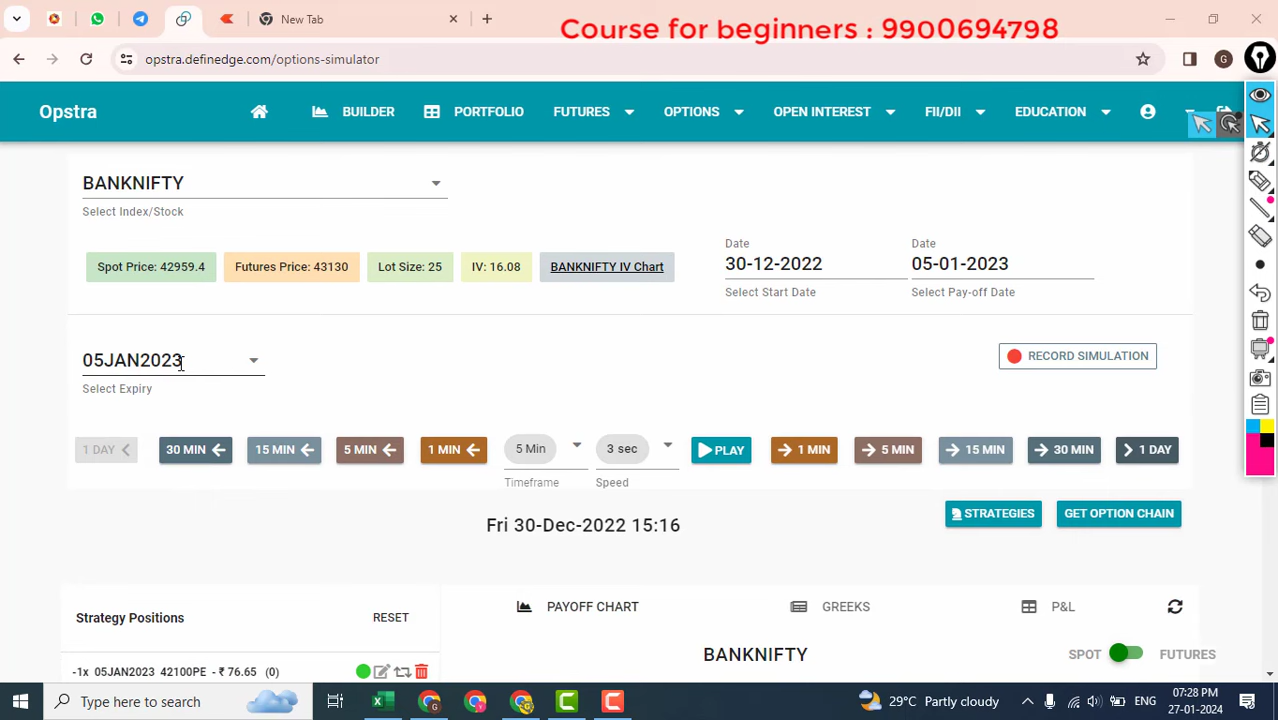 New Tab
Course for beginners : 9900694798
opstra.definedge.com/options-simulator
G
Opstra
BUILDER
PORTFOLIO
FUTURES
OPTIONS
OPEN INTEREST
FII/DII
EDUCATION
BANKNIFTY
Select Index/Stock
Spot Price: 42959.4
Futures Price: 43130
Lot Size: 25
IV: 16.08
BANKNIFTY IV Chart
Date
30-12-2022
Select Start Date
Date
05-01-2023
Select Pay-off Date
05JAN2023
Select Expiry
RECORD SIMULATION
1 DAY
30 MIN
15 MIN
5 MIN
1 MIN
5 Min
Timeframe
3 sec
Speed
PLAY
1 MIN
5 MIN
15 MIN
30 MIN
1 DAY
Fri 30-Dec-2022 15:16
STRATEGIES
GET OPTION CHAIN
Strategy Positions
RESET
PAYOFF CHART
GREEKS
P&L
-1x 05JAN2023 42100PE - ₹ 76.65 (0)
BANKNIFTY
SPOT
FUTURES
Type here to search
29°C Partly cloudy
ENG
07:28 PM
27-01-2024